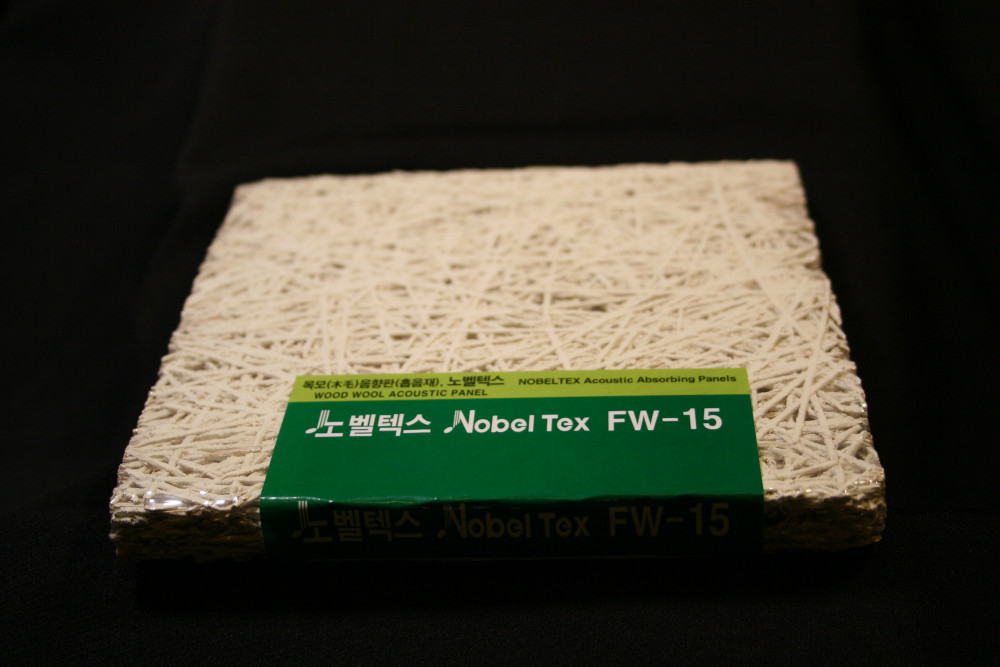 목모(木毛)음향판(흡음재), 노벨텍스 NOBELTEX Acoustic Absorbing Panels
WOOD WOOL ACOUSTIC PANEL
노벨텍스 Nobel Tex FW-15
노벨텍스 Nobel Tex FW-15